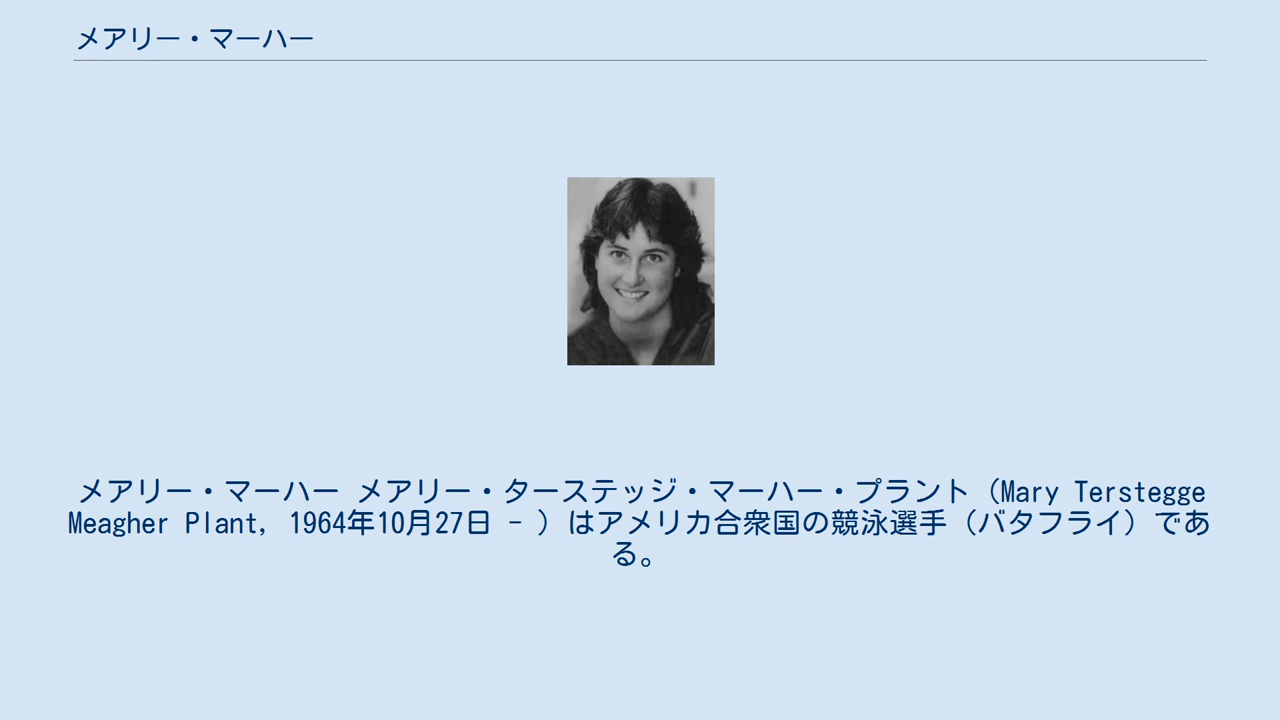 メアリー・マーハー
メアリー・マーハー メアリー・ターステッジ・マーハー・プラント（Mary Terstegge
Meagher Plant, 1964年10月27日 - ）はアメリカ合衆国の競泳選手（バタフライ）であ
る。